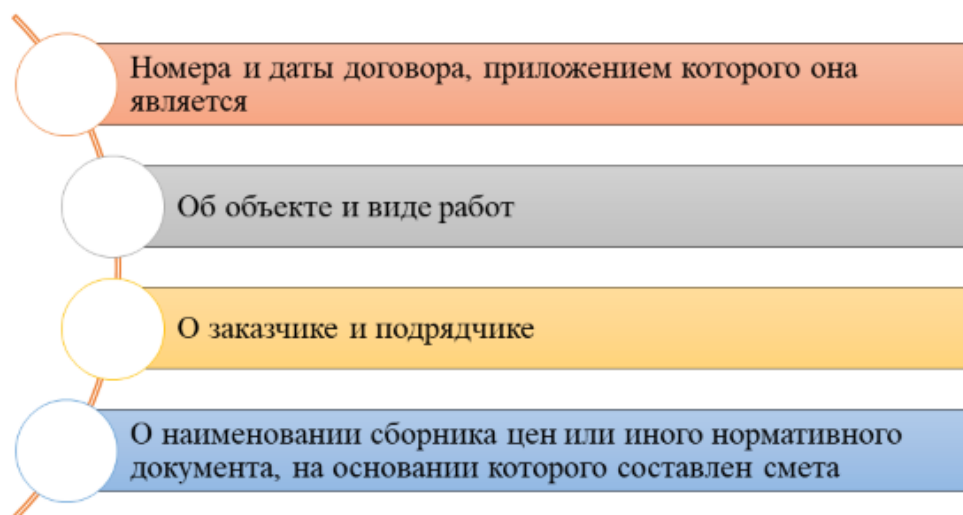 Номера и даты договора, приложением которого она
является
Об объекте и виде работ
О заказчике и подрядчике
О наименовании сборника цен или иного нормативного
документа, на основании которого составлен смета